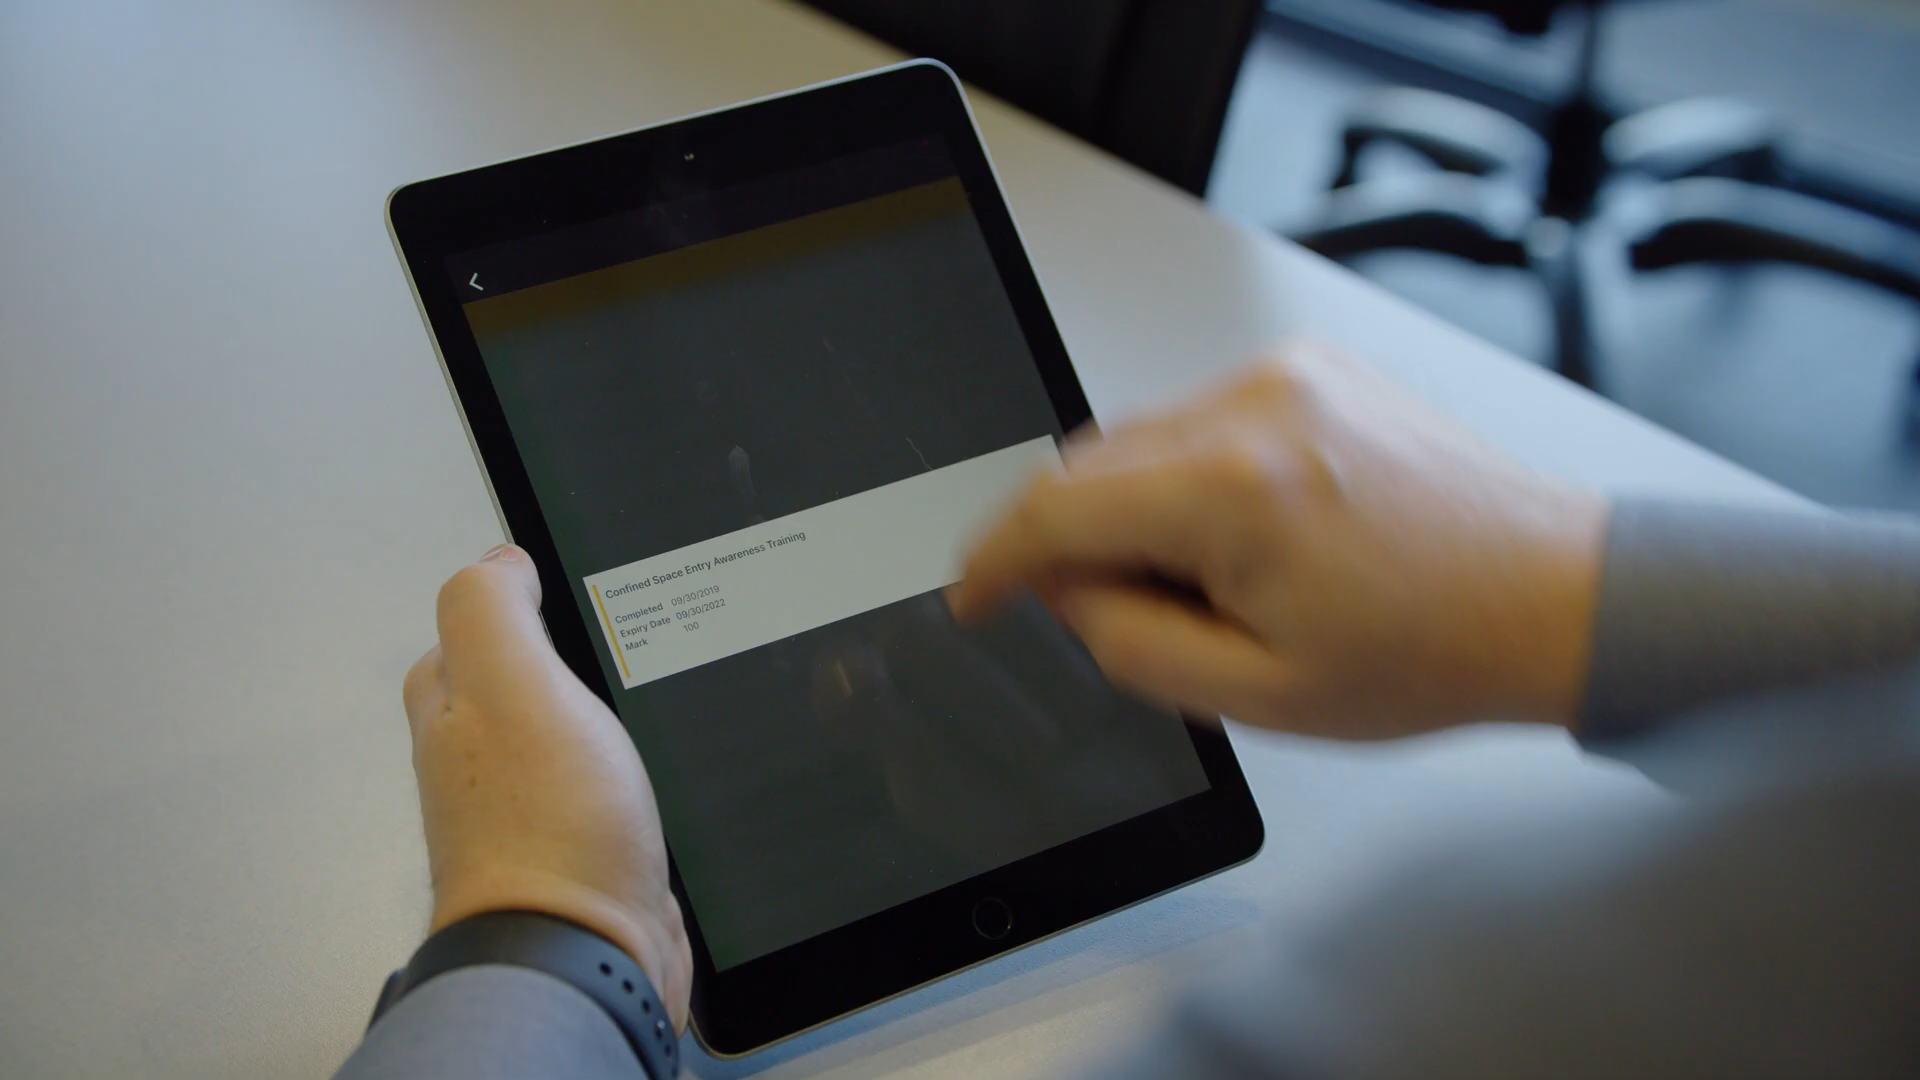 Confined Space Entry Awareness Training
Completed 09/30/2019
Expiry Date 09/30/2022
Mark 100